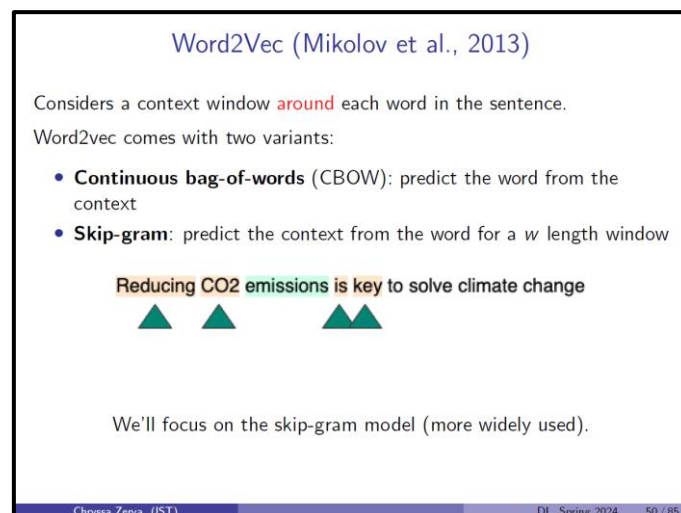 Word2Vec (Mikolov et al., 2013)
Considers a context window around each word in the sentence.
Word2vec comes with two variants:
• Continuous bag-of-words (CBOW): predict the word from the
context
• Skip-gram: predict the context from the word for a w length window
Reducing CO2 emissions is key to solve climate change
We'll focus on the skip-gram model (more widely used).
Chryssa Zerva (IST)
DL, Spring 2024 50 / 85